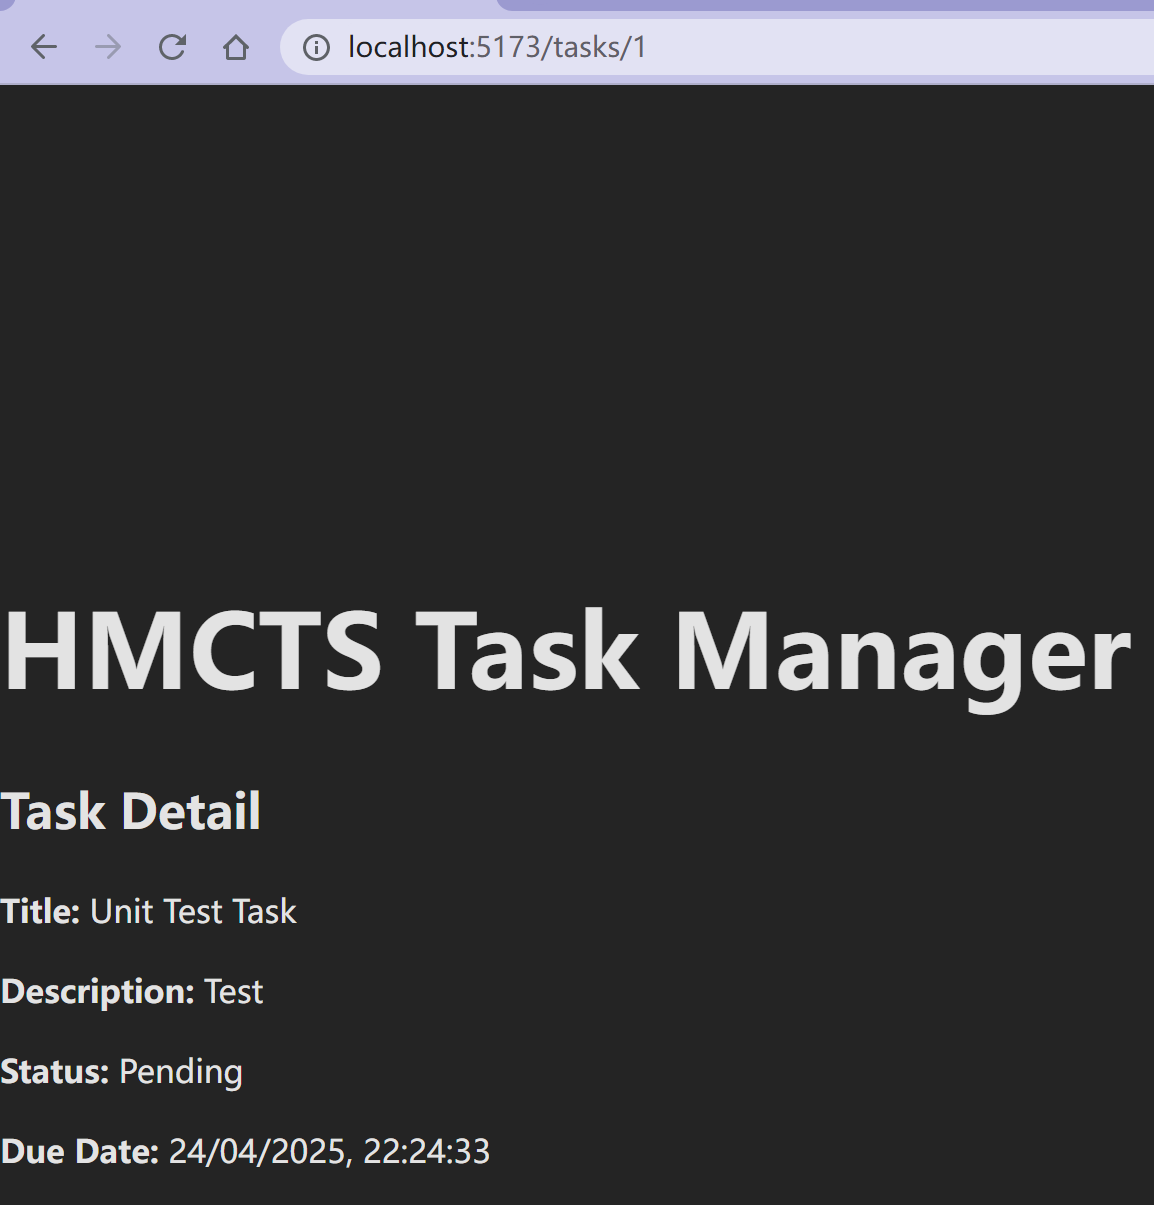 localhost:5173/tasks/1
HMCTS Task Manager
Task Detail
Title: Unit Test Task
Description: Test
Status: Pending
Due Date: 24/04/2025, 22:24:33